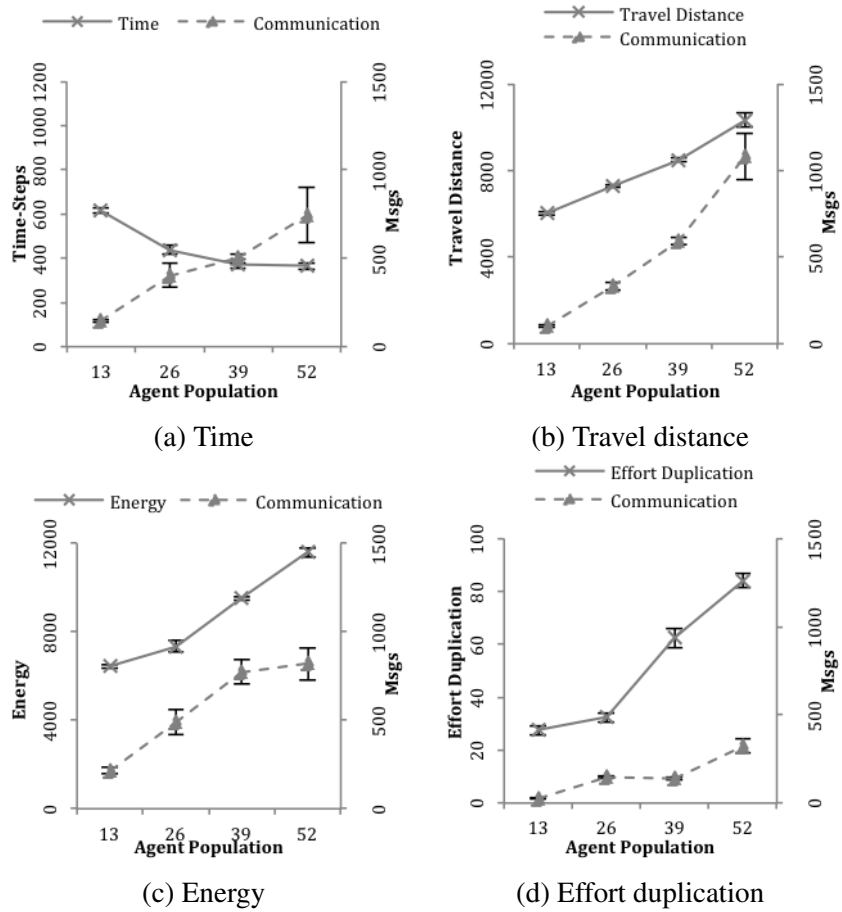 Time Communication
Time-Steps
0 200 400 600 800 1000 1200
Msgs
0 500 1000 1500
13 26 39 52
Agent Population
(a) Time
Travel Distance
Communication
Travel Distance
0 4000 8000 12000
Msgs
0 500 1000 1500
13 26 39 52
Agent Population
(b) Travel distance
Energy Communication
Energy
0 4000 8000 12000
Msgs
0 500 1000 1500
13 26 39 52
Agent Population
(c) Energy
Effort Duplication
Communication
Effort Duplication
0 20 40 60 80 100
Msgs
0 500 1000 1500
13 26 39 52
Agent Population
(d) Effort duplication